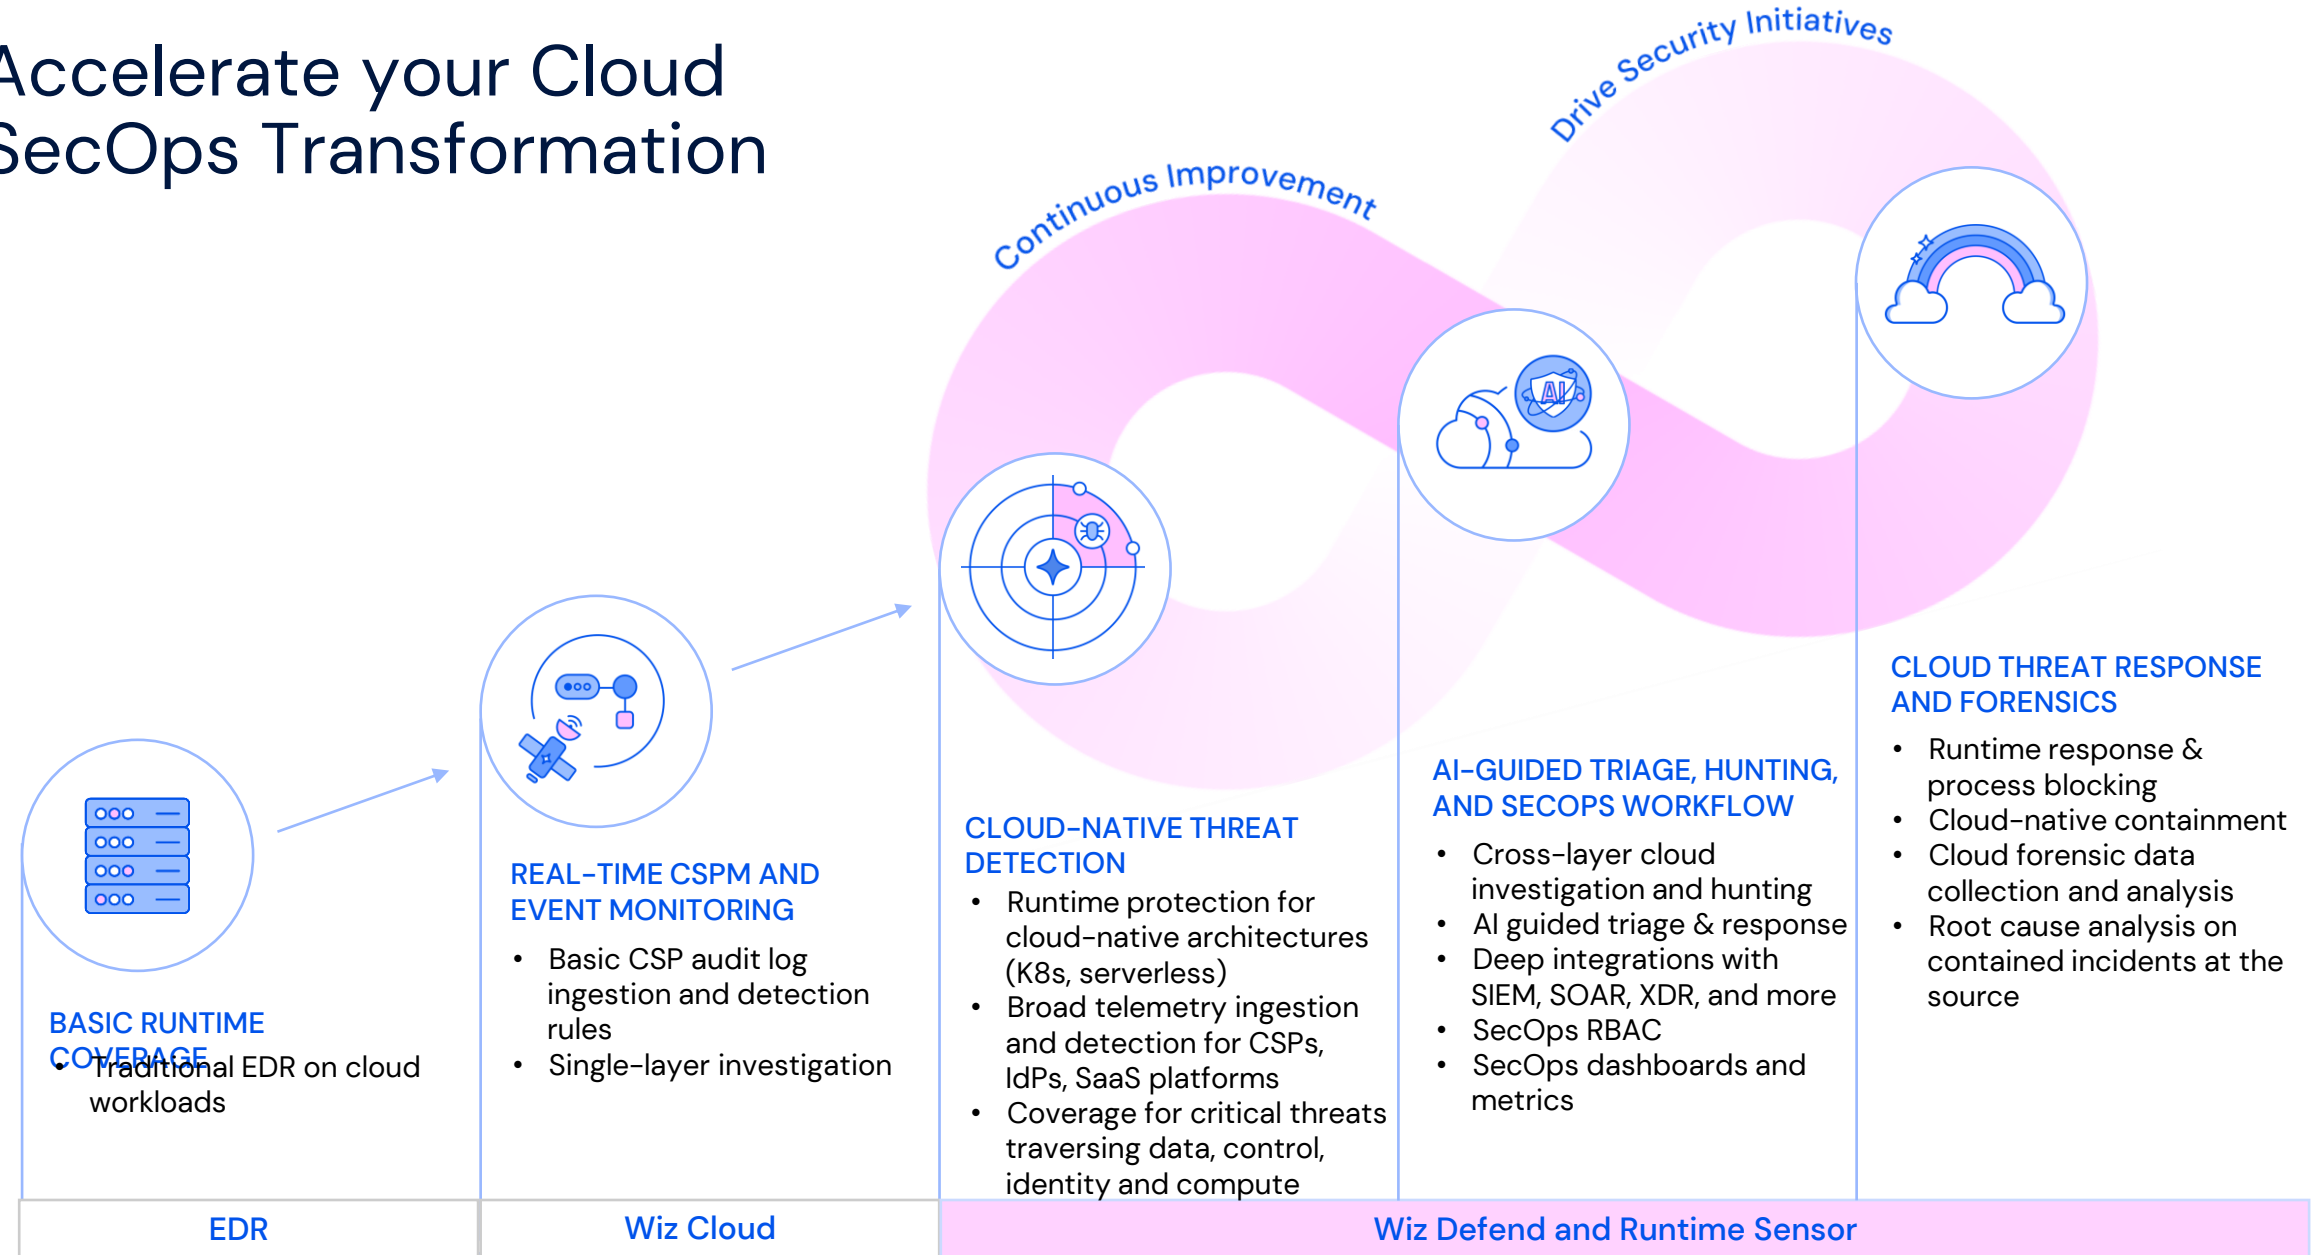 Accelerate your Cloud
SecOps Transformation
Continuous Improvement
Drive Security Initiatives
AI
BASIC RUNTIME
COVERAGE
• Traditional EDR on cloud
workloads
REAL-TIME CSPM AND
EVENT MONITORING
• Basic CSP audit log
ingestion and detection
rules
• Single-layer investigation
CLOUD-NATIVE THREAT
DETECTION
• Runtime protection for
cloud-native architectures
(K8s, serverless)
• Broad telemetry ingestion
and detection for CSPs,
IdPs, SaaS platforms
• Coverage for critical threats
traversing data, control,
identity and compute
AI-GUIDED TRIAGE, HUNTING,
AND SECOPS WORKFLOW
• Cross-layer cloud
investigation and hunting
• AI guided triage & response
• Deep integrations with
SIEM, SOAR, XDR, and more
• SecOps RBAC
• SecOps dashboards and
metrics
CLOUD THREAT RESPONSE
AND FORENSICS
• Runtime response &
process blocking
• Cloud-native containment
• Cloud forensic data
collection and analysis
• Root cause analysis on
contained incidents at the
source
EDR
Wiz Cloud
Wiz Defend and Runtime Sensor